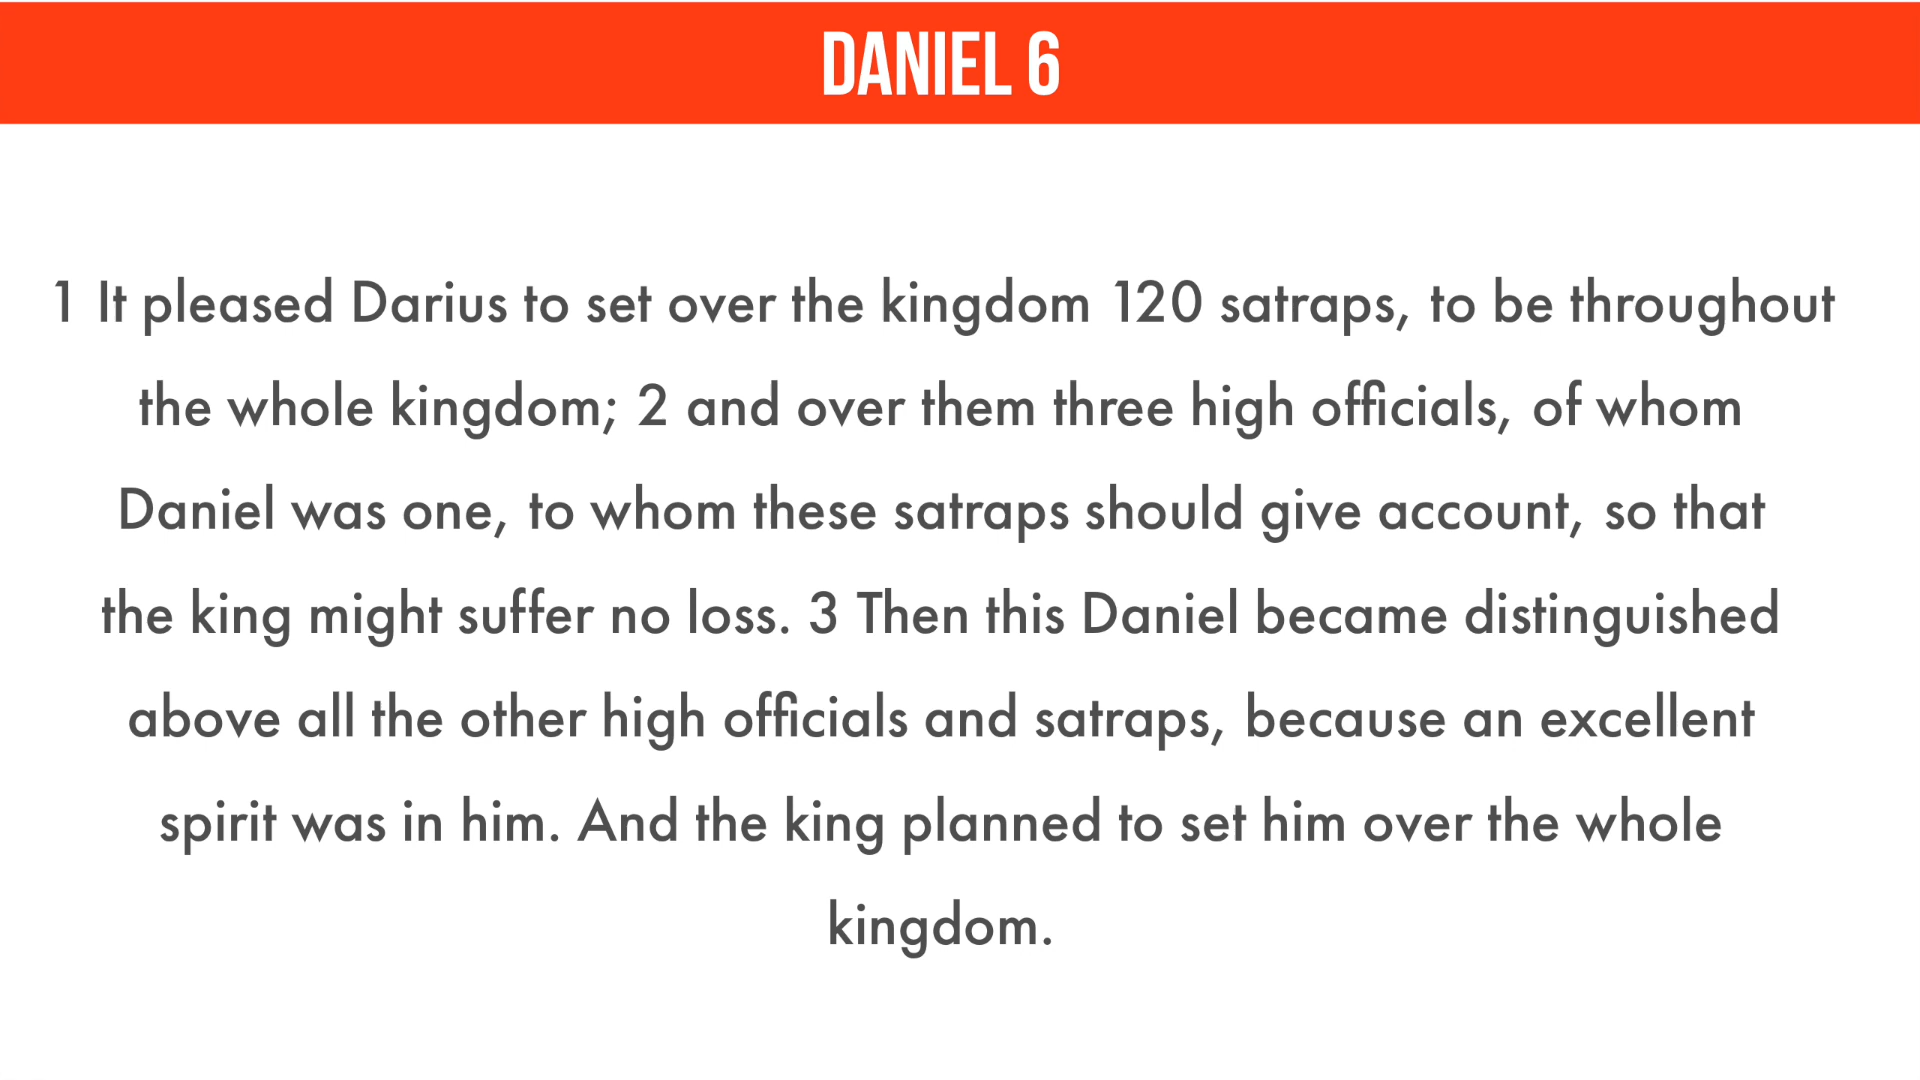 DANIEL 6
1 It pleased Darius to set over the kingdom 120 satraps, to be throughout
the whole kingdom; 2 and over them three high officials, of whom
Daniel was one, to whom these satraps should give account, so that
the king might suffer no loss. 3 Then this Daniel became distinguished
above all the other high officials and satraps, because an excellent
spirit was in him. And the king planned to set him over the whole
kingdom.